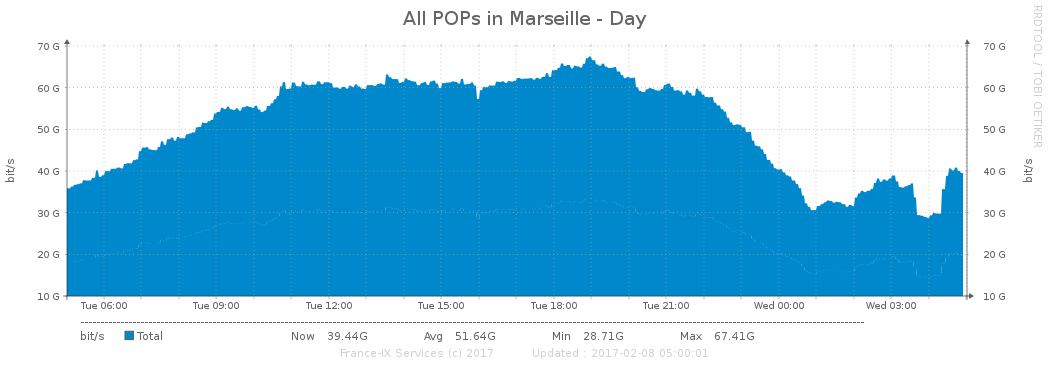 All POPs in Marseille - Day
RRDTOOL / TOBI OETIKER
70 G 70 G
60 G 60 G
50 G 50 G
40 G 40 G
30 G 30 G
20 G 20 G
10 G 10 G
bit/s bit/s
Tue 06:00 Tue 09:00 Tue 12:00 Tue 15:00 Tue 18:00 Tue 21:00 Wed 00:00 Wed 03:00
bit/s Total Now 39.44G Avg 51.64G Min 28.71G Max 67.41G
France-IX Services (c) 2017 Updated : 2017-02-08 05:00:01